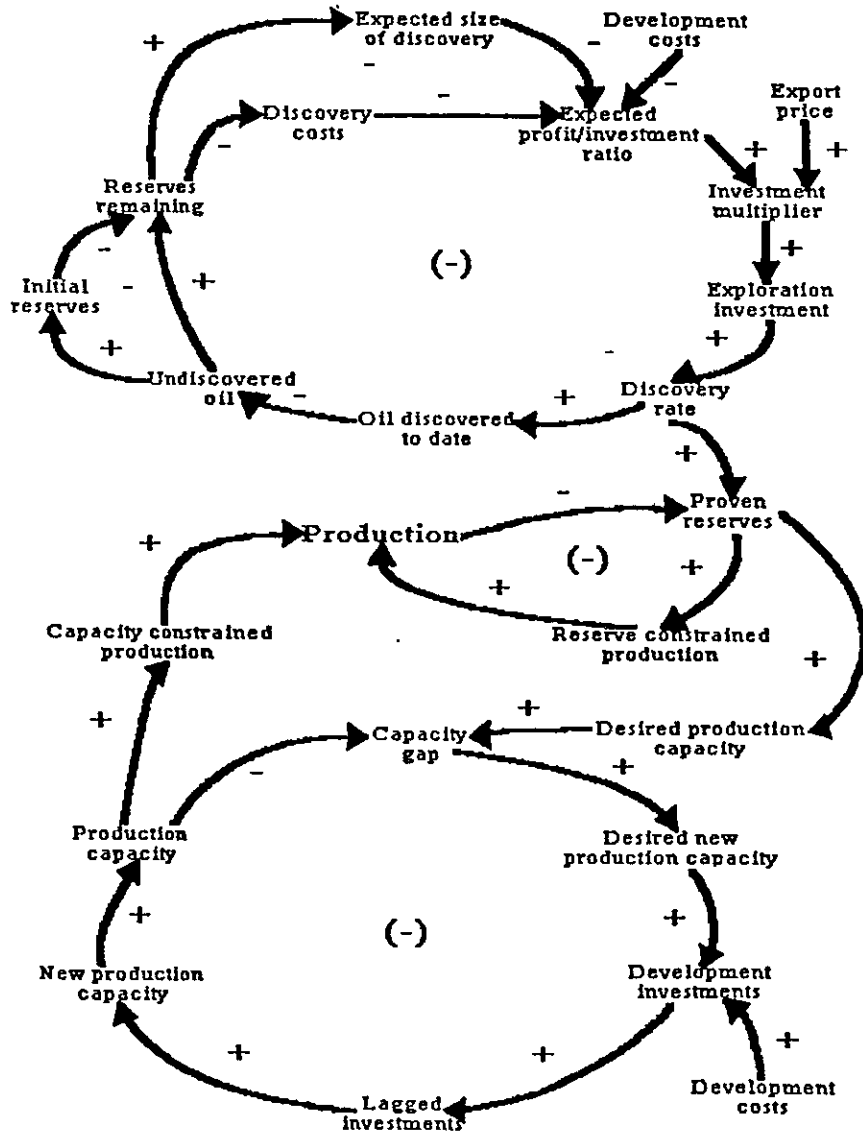 Expected size
of discovery
Development
costs
+
-
-
-
-
Export
price
Discovery
costs
Expected
profit/investment
ratio
-
+
+
Reserves
remaining
Investment
multiplier
-
(-)
+
Initial
reserves
-
+
Exploration
investment
+
+
-
Undiscovered
oil
-
+
Discovery
rate
Oil discovered
to date
+
-
Proven
reserves
+
Production
(-)
+
+
Capacity constrained
production
Reserve constrained
production
+
+
+
Capacity
gap
Desired production
capacity
-
+
Production
capacity
Desired new
production capacity
+
+
(-)
New production
capacity
Development
investments
+
+
+
Lagged
investments
Development
costs